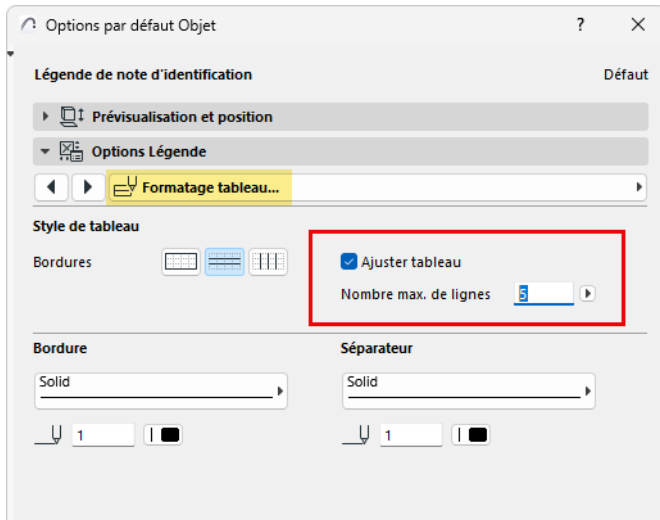 Options par défaut Objet ?
Légende de note d'identification Défaut
Prévisualisation et position
Options Légende
Formatage tableau...
Style de tableau
Bordures
Ajuster tableau
Nombre max. de lignes 5
Bordure
Séparateur
Solid
Solid
1
1